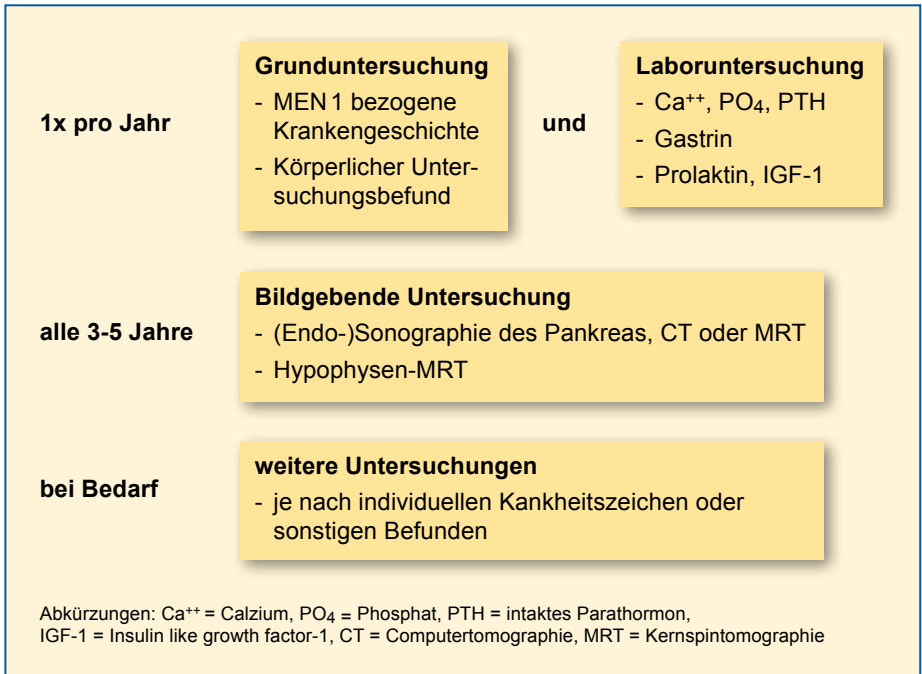 1x pro Jahr
Grunduntersuchung
- MEN 1 bezogene
Krankengeschichte
- Körperlicher Unter-
suchungsbefund
und
Laboruntersuchung
- Ca⁺⁺, PO₄, PTH
- Gastrin
- Prolaktin, IGF-1
alle 3-5 Jahre
Bildgebende Untersuchung
- (Endo-)Sonographie des Pankreas, CT oder MRT
- Hypophysen-MRT
bei Bedarf
weitere Untersuchungen
- je nach individuellen Kankheitszeichen oder
sonstigen Befunden
Abkürzungen: Ca⁺⁺ = Calzium, PO₄ = Phosphat, PTH = intaktes Parathormon,
IGF-1 = Insulin like growth factor-1, CT = Computertomographie, MRT = Kernspintomographie